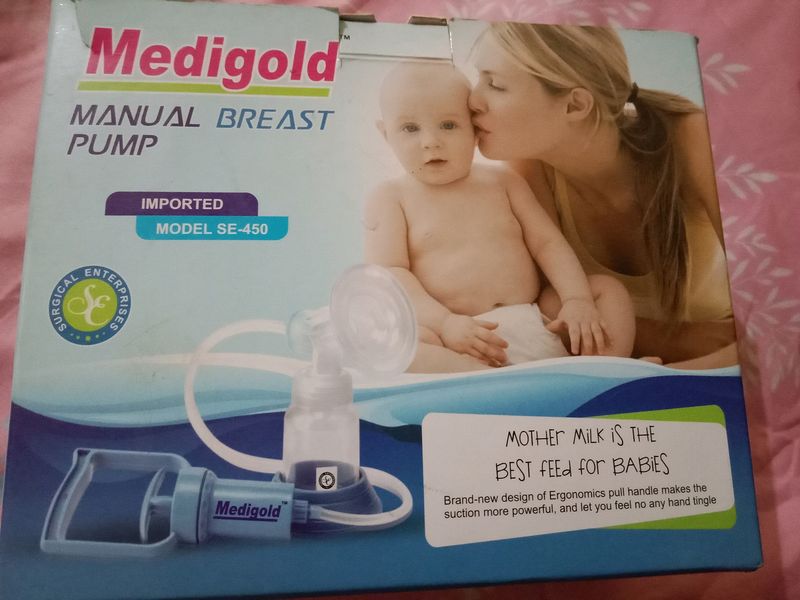 Medigold
TM
MANUAL BREAST
PUMP
IMPORTED
MODEL SE-450
SURGICAL ENTERPRISES
SE
Medigold™
MOTHER MiLK iS THE
BEST fEEd foR BABiES
Brand-new design of Ergonomics pull handle makes the
suction more powerful, and let you feel no any hand tingle